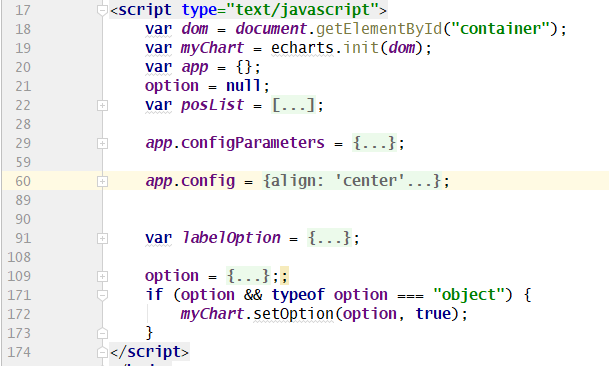 17 <script type="text/javascript">
18 var dom = document.getElementById("container");
19 var myChart = echarts.init(dom);
20 var app = {};
21 option = null;
22 var posList = [...];
28
29 app.configParameters = {...};
59
60 app.config = {align: 'center'...};
89
90
91 var labelOption = {...};
108
109 option = {...};;
171 if (option && typeof option === "object") {
172 myChart.setOption(option, true);
173 }
174 </script>